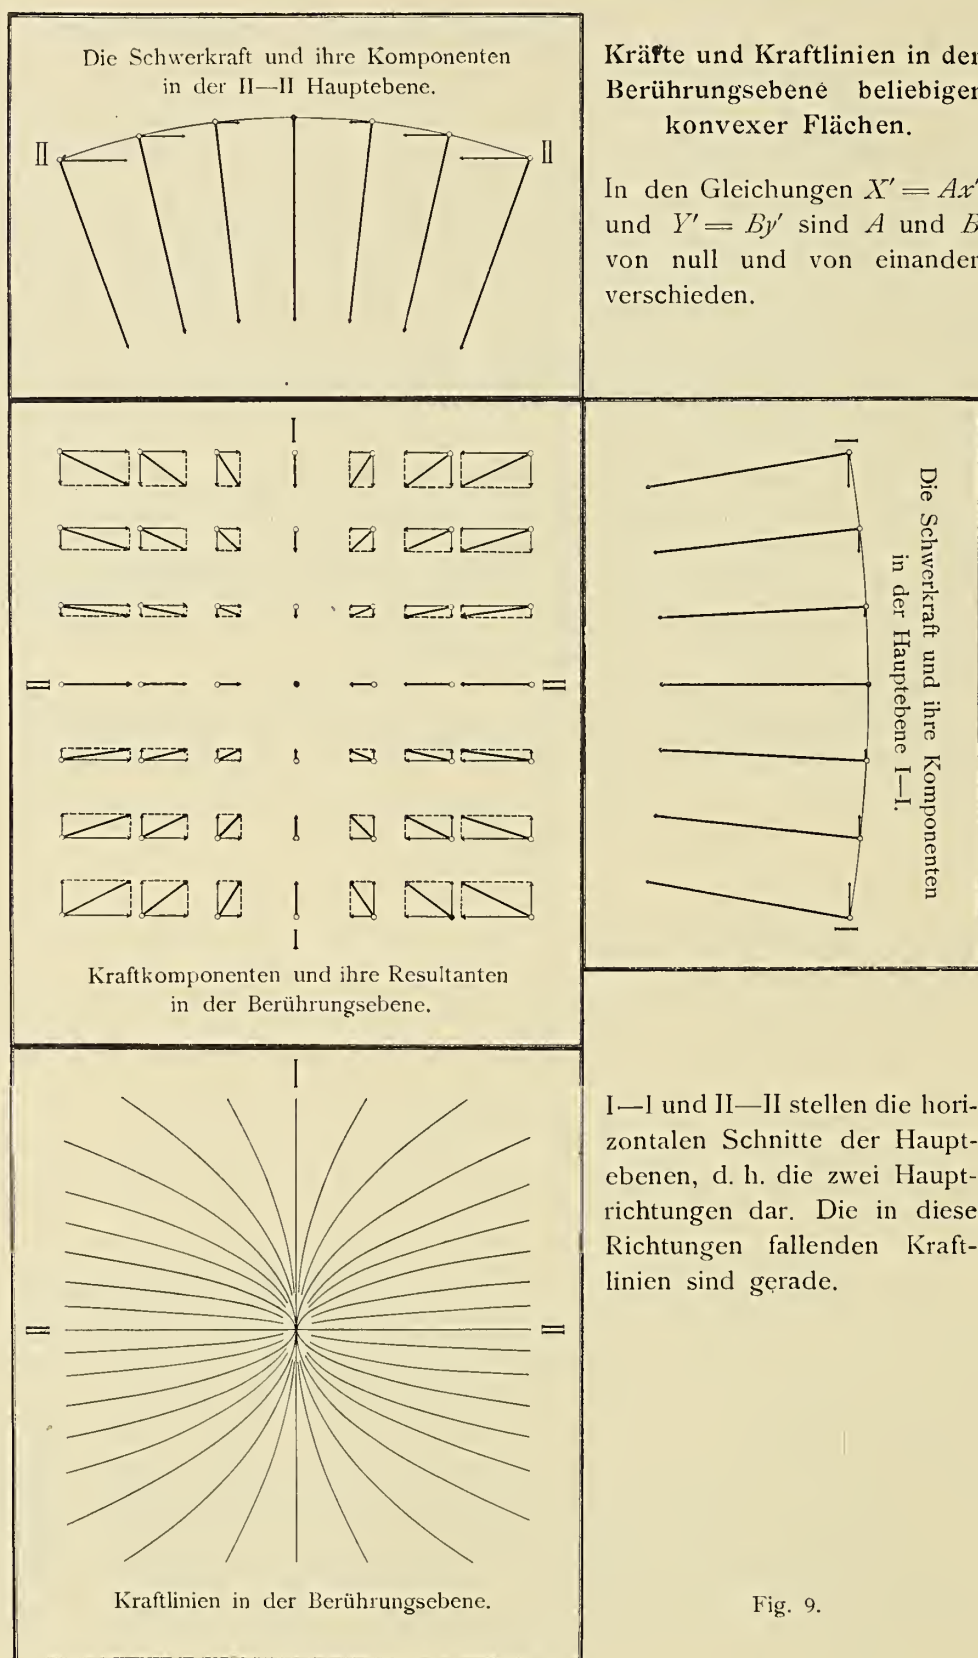 Die Schwerkraft und ihre Komponenten
in der II—II Hauptebene.
II
II
Kräfte und Kraftlinien in der
Berührungsebene beliebiger
konvexer Flächen.
In den Gleichungen X′ = Ax′
und Y′ = By′ sind A und B
von null und von einander
verschieden.
I
II
II
I
Kraftkomponenten und ihre Resultanten
in der Berührungsebene.
I
I
Die Schwerkraft und ihre Komponenten
in der Hauptebene I—I.
I
II
II
Kraftlinien in der Berührungsebene.
I—I und II—II stellen die hori-
zontalen Schnitte der Haupt-
ebenen, d. h. die zwei Haupt-
richtungen dar. Die in diese
Richtungen fallenden Kraft-
linien sind gerade.
Fig. 9.